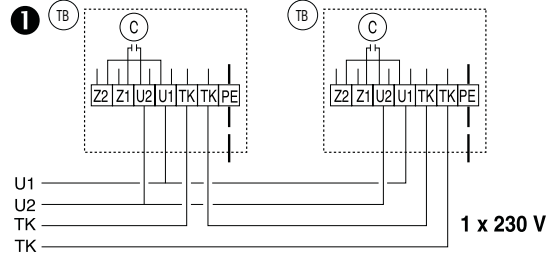 1 TB TB
C C
Z2 Z1 U2 U1 TK TK PE Z2 Z1 U2 U1 TK TK PE
U1
U2
TK
1 x 230 V
TK